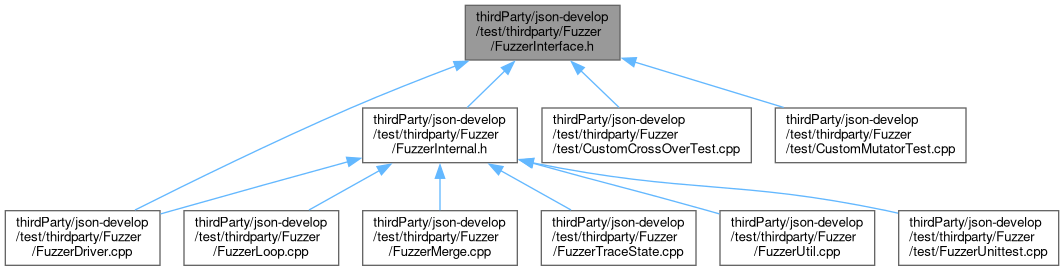 thirdParty/json-develop
/test/thirdparty/Fuzzer
/FuzzerInterface.h
thirdParty/json-develop
/test/thirdparty/Fuzzer
/FuzzerInternal.h
thirdParty/json-develop
/test/thirdparty/Fuzzer
/test/CustomCrossOverTest.cpp
thirdParty/json-develop
/test/thirdparty/Fuzzer
/test/CustomMutatorTest.cpp
thirdParty/json-develop
/test/thirdparty/Fuzzer
/FuzzerDriver.cpp
thirdParty/json-develop
/test/thirdparty/Fuzzer
/FuzzerLoop.cpp
thirdParty/json-develop
/test/thirdparty/Fuzzer
/FuzzerMerge.cpp
thirdParty/json-develop
/test/thirdparty/Fuzzer
/FuzzerTraceState.cpp
thirdParty/json-develop
/test/thirdparty/Fuzzer
/FuzzerUtil.cpp
thirdParty/json-develop
/test/thirdparty/Fuzzer
/test/FuzzerUnittest.cpp